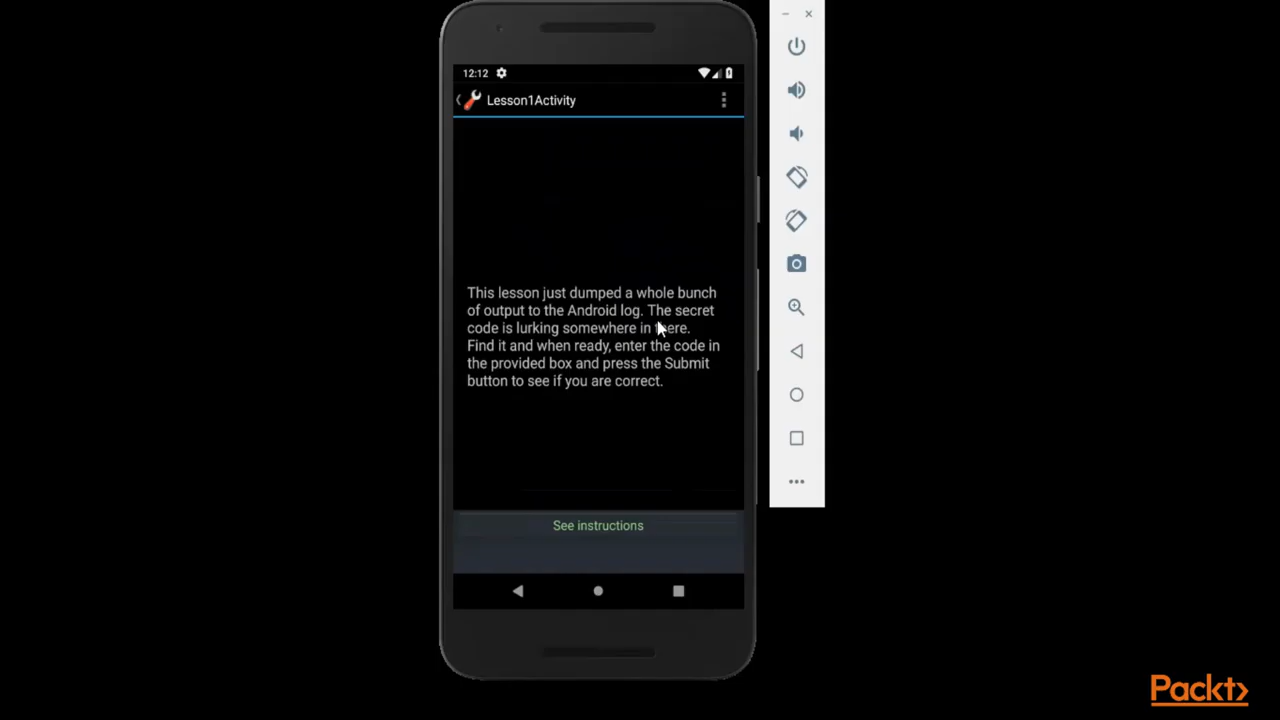 12:12
Lesson1Activity
This lesson just dumped a whole bunch
of output to the Android log. The secret
code is lurking somewhere in there.
Find it and when ready, enter the code in
the provided box and press the Submit
button to see if you are correct.
See instructions
Packt